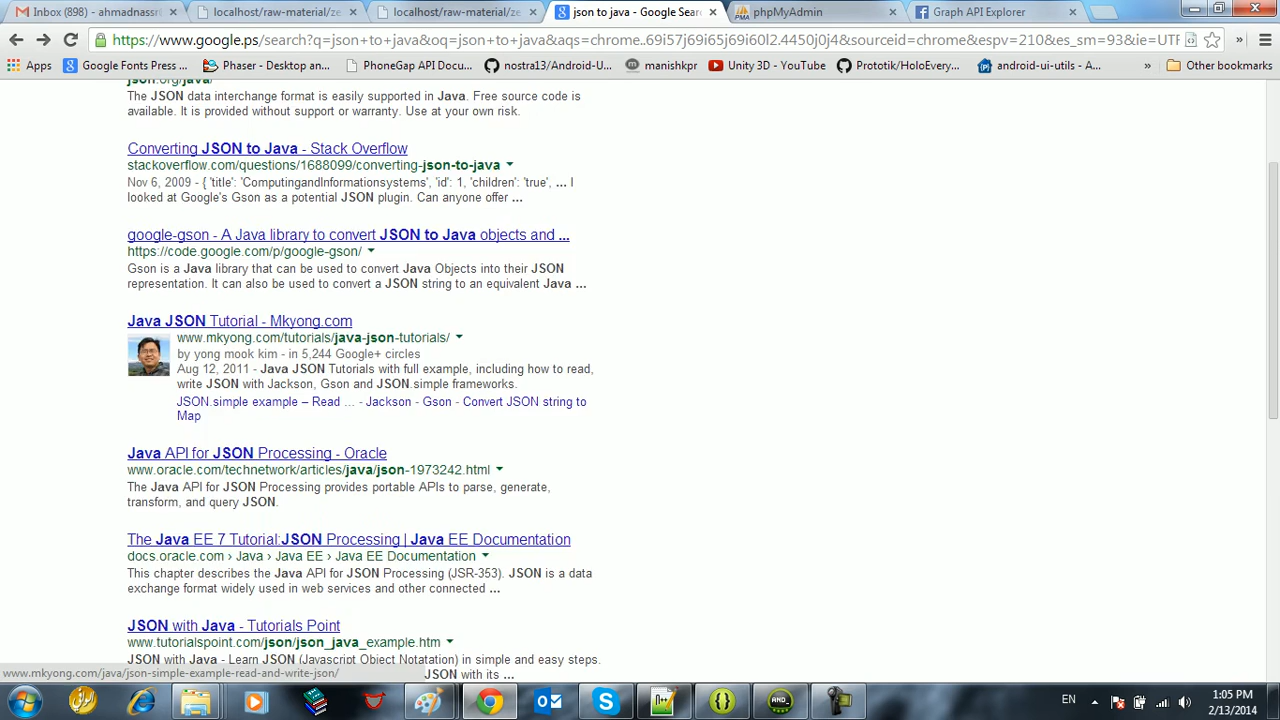 Inbox (898) - ahmadnassr@
localhost/raw-material/ze
localhost/raw-material/ze
json to java - Google Sear
phpMyAdmin
Graph API Explorer
https://www.google.ps/search?q=json+to+java&oq=json+to+java&aqs=chrome..69i57j69i65j69i60l2.4450j0j4&sourceid=chrome&espv=210&es_sm=93&ie=UTF
Apps
Google Fonts Press ...
Phaser - Desktop an...
PhoneGap API Docu...
nostra13/Android-U...
manishkpr
Unity 3D - YouTube
Prototik/HoloEvery...
android-ui-utils - A...
»
Other bookmarks
json.org/java/
The JSON data interchange format is easily supported in Java. Free source code is
available. It is provided without support or warranty. Use at your own risk.
Converting JSON to Java - Stack Overflow
stackoverflow.com/questions/1688099/converting-json-to-java
Nov 6, 2009 - { 'title': 'ComputingandInformationsystems', 'id': 1, 'children': 'true', ... I
looked at Google's Gson as a potential JSON plugin. Can anyone offer ...
google-gson - A Java library to convert JSON to Java objects and ...
https://code.google.com/p/google-gson/
Gson is a Java library that can be used to convert Java Objects into their JSON
representation. It can also be used to convert a JSON string to an equivalent Java ...
Java JSON Tutorial - Mkyong.com
www.mkyong.com/tutorials/java-json-tutorials/
by yong mook kim - in 5,244 Google+ circles
Aug 12, 2011 - Java JSON Tutorials with full example, including how to read,
write JSON with Jackson, Gson and JSON.simple frameworks.
JSON.simple example – Read ... - Jackson - Gson - Convert JSON string to
Map
Java API for JSON Processing - Oracle
www.oracle.com/technetwork/articles/java/json-1973242.html
The Java API for JSON Processing provides portable APIs to parse, generate,
transform, and query JSON.
The Java EE 7 Tutorial:JSON Processing | Java EE Documentation
docs.oracle.com › Java › Java EE › Java EE Documentation
This chapter describes the Java API for JSON Processing (JSR-353). JSON is a data
exchange format widely used in web services and other connected ...
JSON with Java - Tutorials Point
www.tutorialspoint.com/json/json_java_example.htm
JSON with Java - Learn JSON (Javascript Object Notatation) in simple and easy steps.
JSON with its ...
www.mkyong.com/java/json-simple-example-read-and-write-json/
EN
1:05 PM
2/13/2014